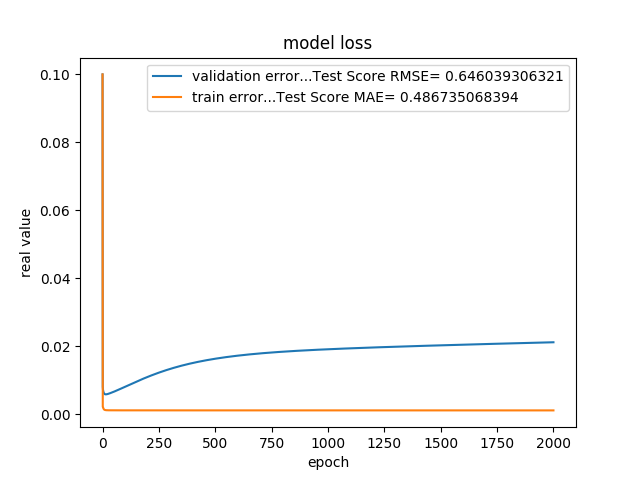 model loss
validation error...Test Score RMSE= 0.646039306321
train error...Test Score MAE= 0.486735068394
0.10
0.08
0.06
0.04
0.02
0.00
real value
0 250 500 750 1000 1250 1500 1750 2000
epoch